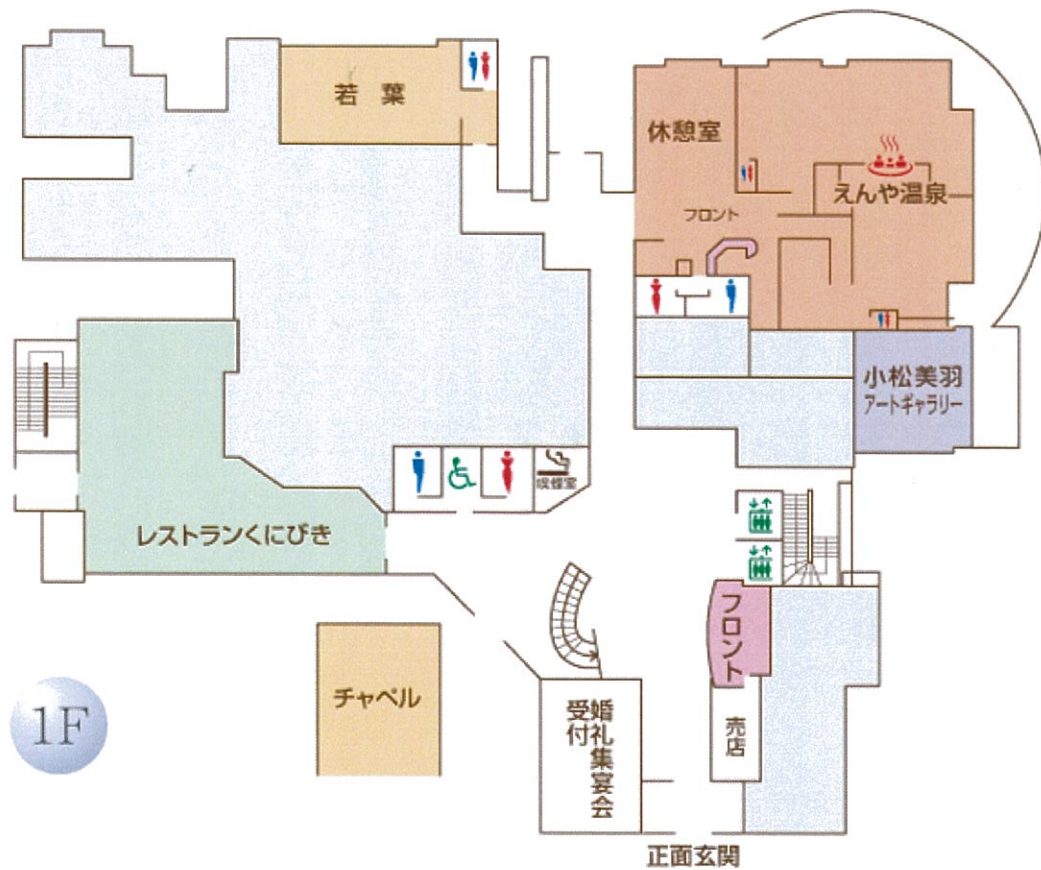 若 葉
休憩室
えんや温泉
フロント
小松美羽
アートギャラリー
喫煙室
レストランくにびき
フロント
チャペル
1F
婚礼集宴会
受付
売店
正面玄関